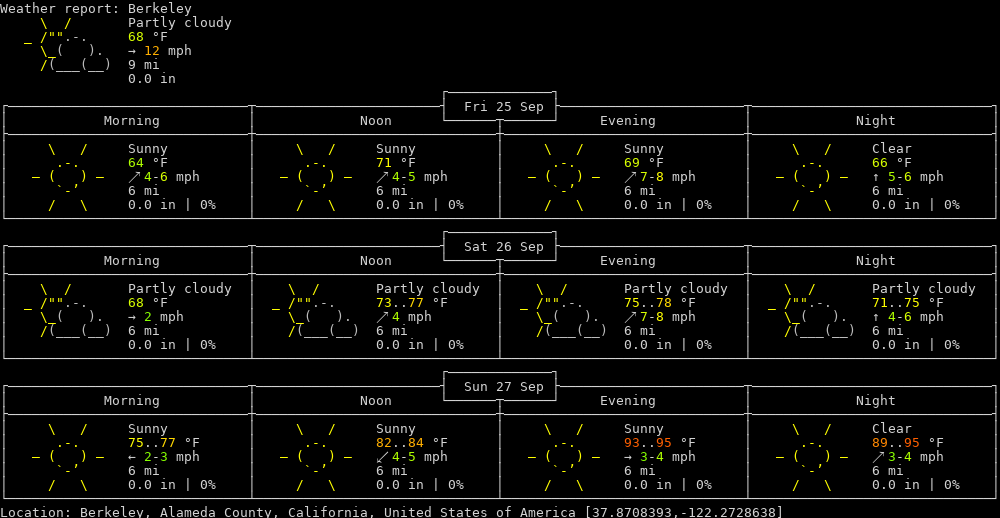 Weather report: Berkeley
Partly cloudy
68 °F
→ 12 mph
9 mi
0.0 in
Fri 25 Sep
Morning Noon Evening Night
Sunny Sunny Sunny Clear
64 °F 71 °F 69 °F 66 °F
↗ 4-6 mph ↗ 4-5 mph ↗ 7-8 mph ↑ 5-6 mph
6 mi 6 mi 6 mi 6 mi
0.0 in | 0% 0.0 in | 0% 0.0 in | 0% 0.0 in | 0%
Sat 26 Sep
Morning Noon Evening Night
Partly cloudy Partly cloudy Partly cloudy Partly cloudy
68 °F 73..77 °F 75..78 °F 71..75 °F
→ 2 mph ↗ 4 mph ↗ 7-8 mph ↑ 4-6 mph
6 mi 6 mi 6 mi 6 mi
0.0 in | 0% 0.0 in | 0% 0.0 in | 0% 0.0 in | 0%
Sun 27 Sep
Morning Noon Evening Night
Sunny Sunny Sunny Clear
75..77 °F 82..84 °F 93..95 °F 89..95 °F
← 2-3 mph ↙ 4-5 mph → 3-4 mph ↗ 3-4 mph
6 mi 6 mi 6 mi 6 mi
0.0 in | 0% 0.0 in | 0% 0.0 in | 0% 0.0 in | 0%
Location: Berkeley, Alameda County, California, United States of America [37.8708393,-122.2728638]